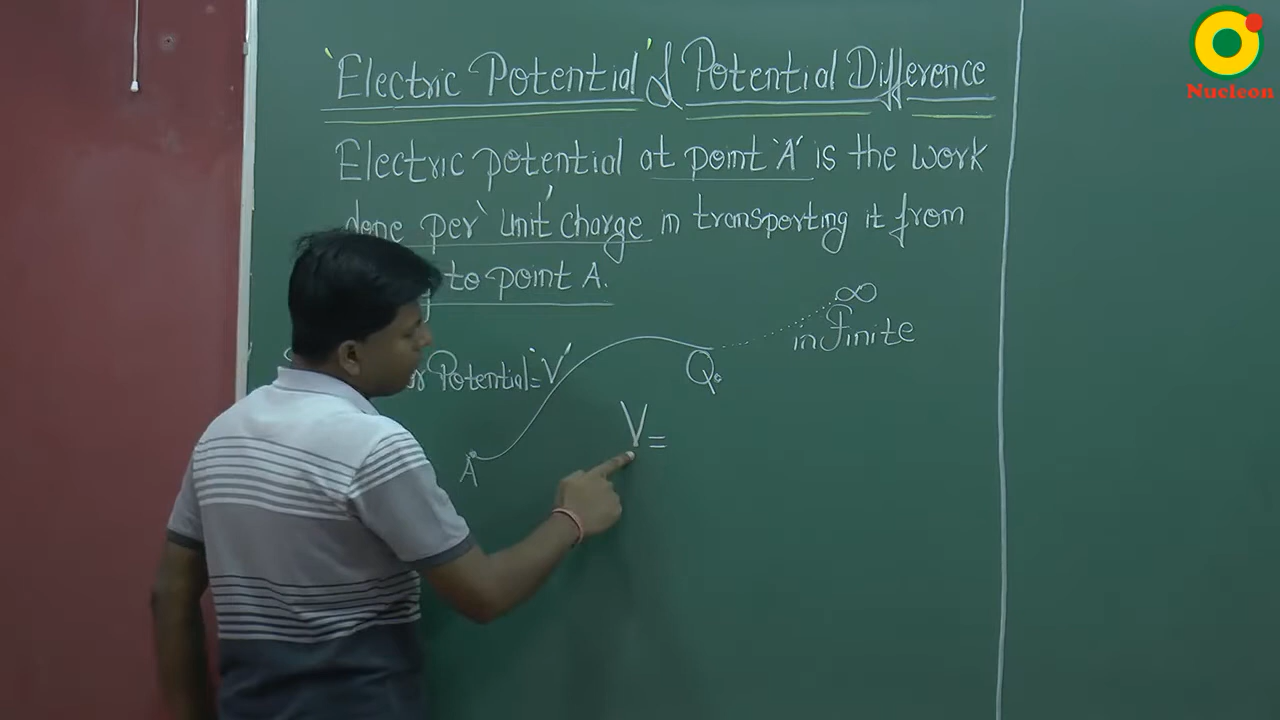 'Electric Potential' & Potential Difference
Electric potential at point 'A' is the work
done per 'unit' charge in transporting it from
to point A.
∞
infinite
Potential = 'V'
Q
V =
A
Nucleon